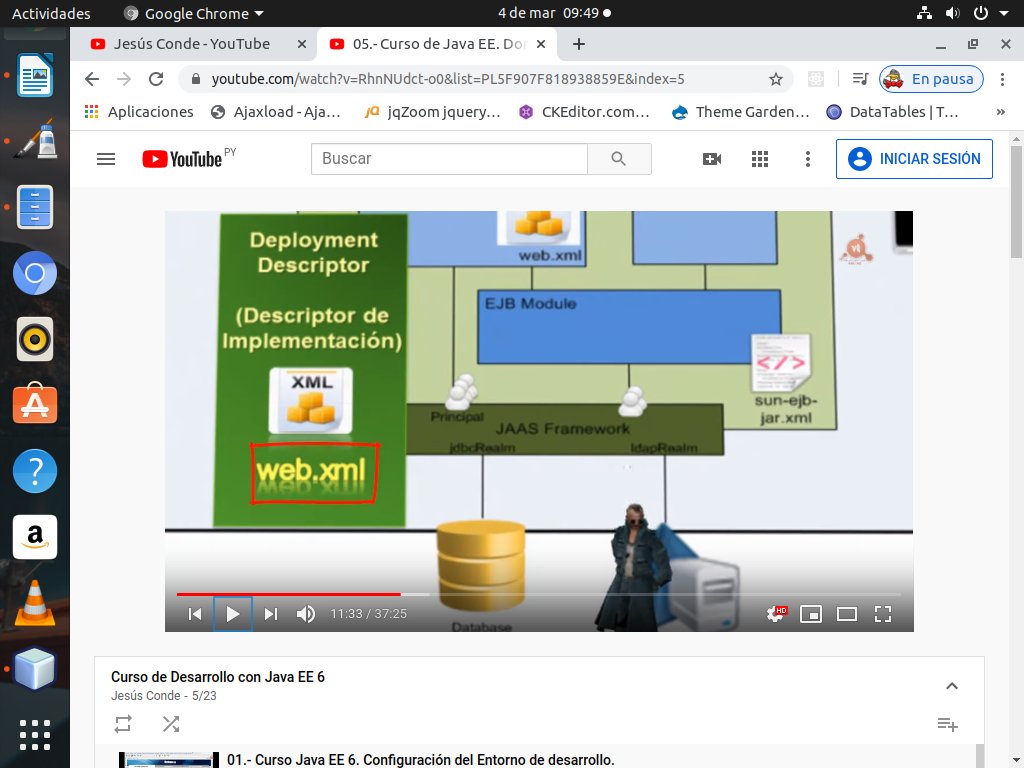 Actividades
Google Chrome
4 de mar 09:49
Jesús Conde - YouTube
05.- Curso de Java EE. Dor
youtube.com/watch?v=RhnNUdct-o0&list=PL5F907F818938859E&index=5
En pausa
Aplicaciones
Ajaxload - Aja...
jqZoom jquery...
CKEditor.com...
Theme Garden...
DataTables | T...
»
YouTube PY
Buscar
INICIAR SESIÓN
Deployment
Descriptor
(Descriptor de
Implementación)
XML
web.xml
web.xml
EJB Module
</>
sun-ejb-
jar.xml
Principal
JAAS Framework
jdbcRealm
ldapRealm
Database
vt
11:33 / 37:25
HD
Curso de Desarrollo con Java EE 6
Jesús Conde - 5/23
01.- Curso Java EE 6. Configuración del Entorno de desarrollo.